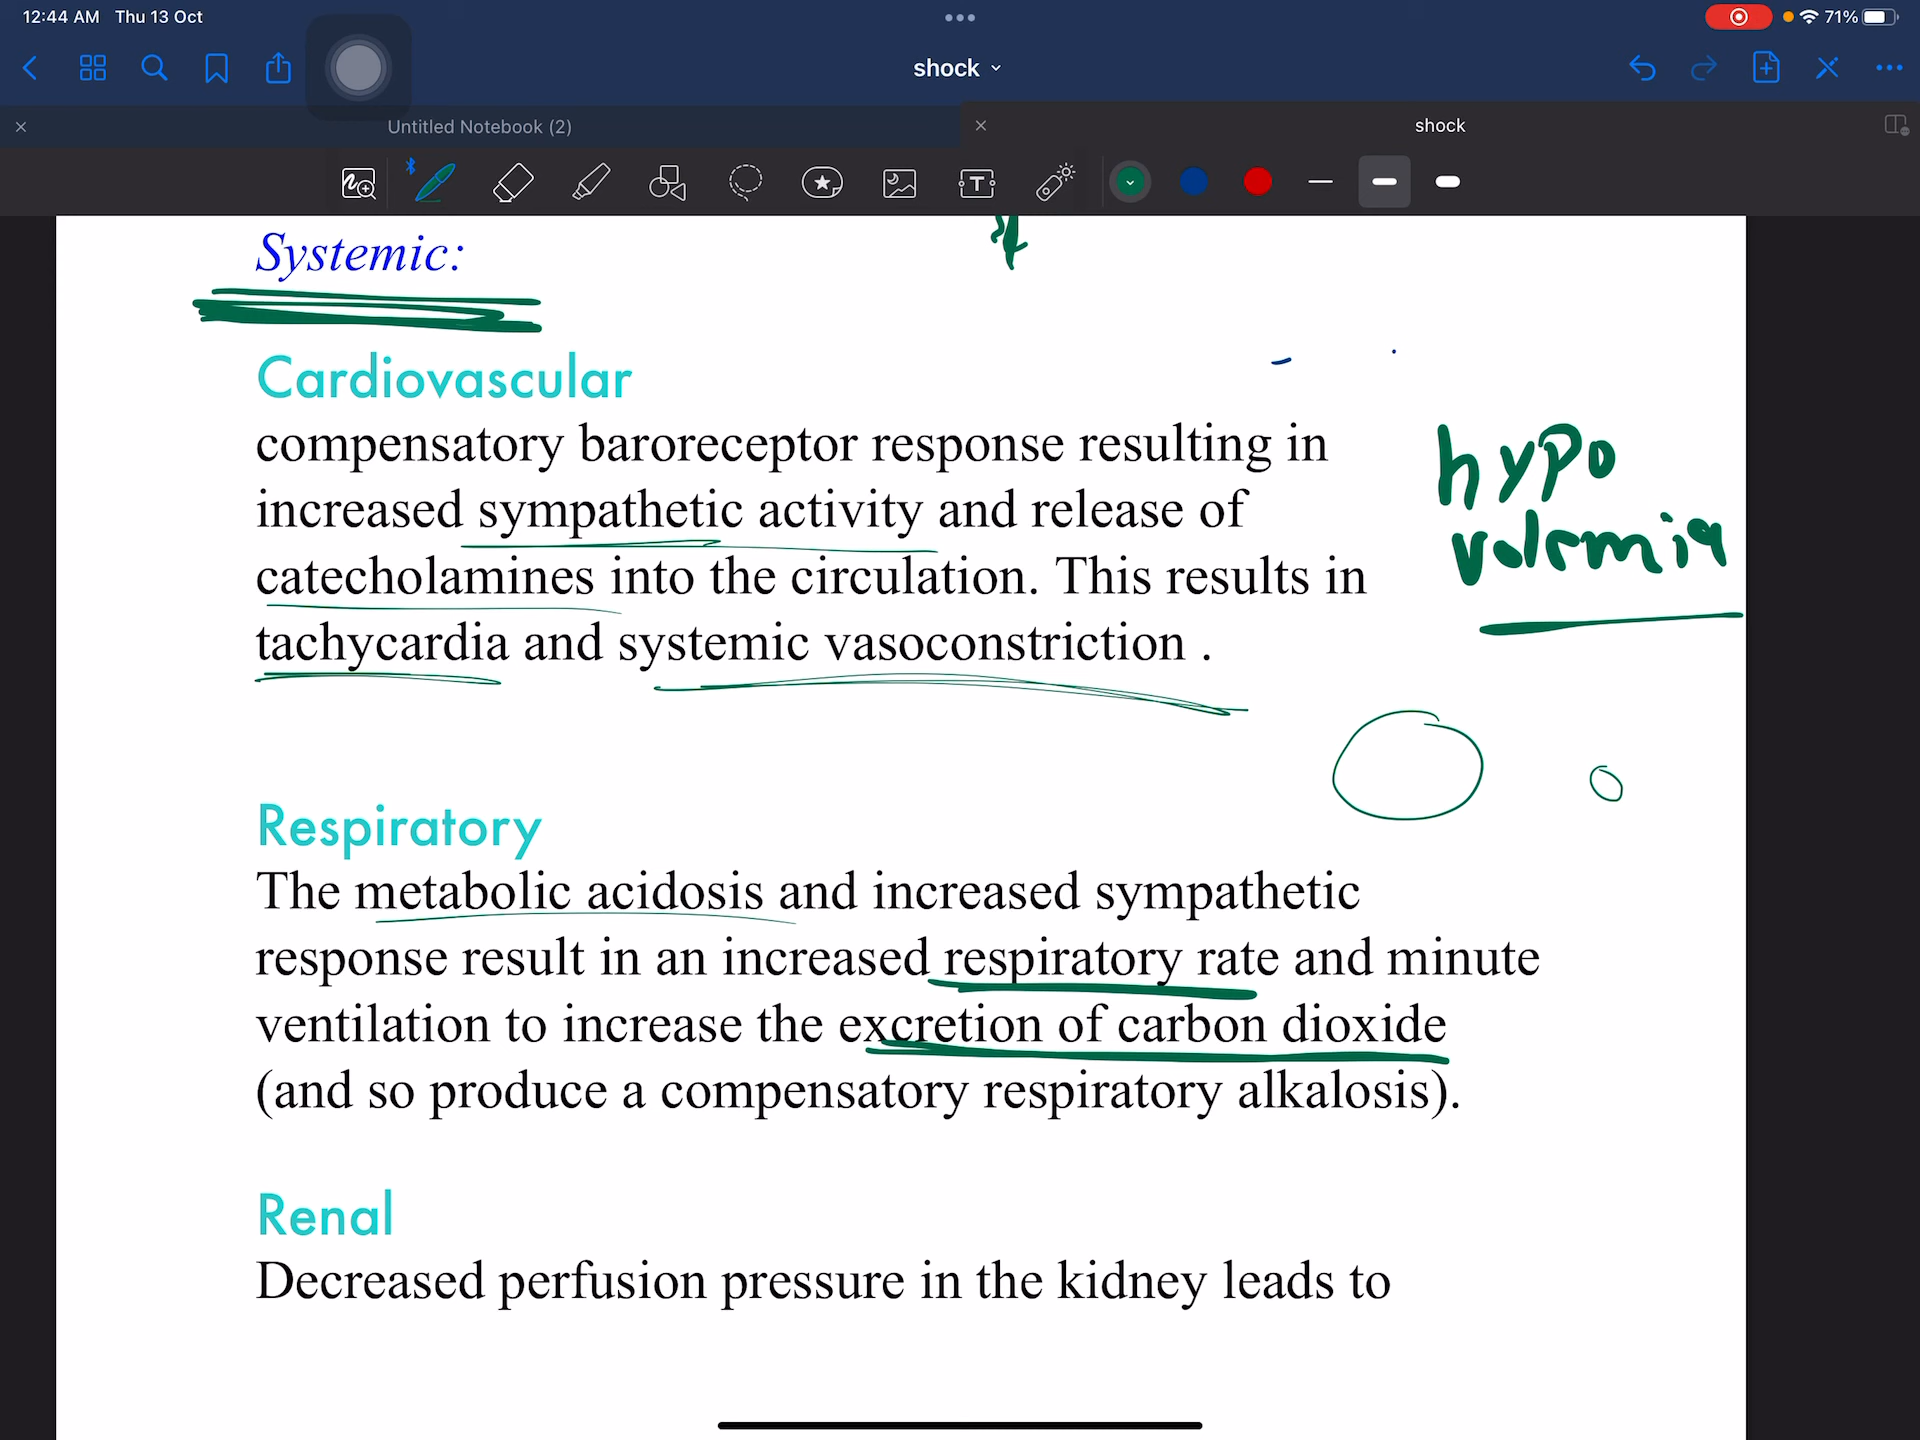 12:44 AM Thu 13 Oct
71%
shock
Untitled Notebook (2)
shock
Systemic:
Cardiovascular
compensatory baroreceptor response resulting in
increased sympathetic activity and release of
catecholamines into the circulation. This results in
tachycardia and systemic vasoconstriction .
hypo
volemia
Respiratory
The metabolic acidosis and increased sympathetic
response result in an increased respiratory rate and minute
ventilation to increase the excretion of carbon dioxide
(and so produce a compensatory respiratory alkalosis).
Renal
Decreased perfusion pressure in the kidney leads to